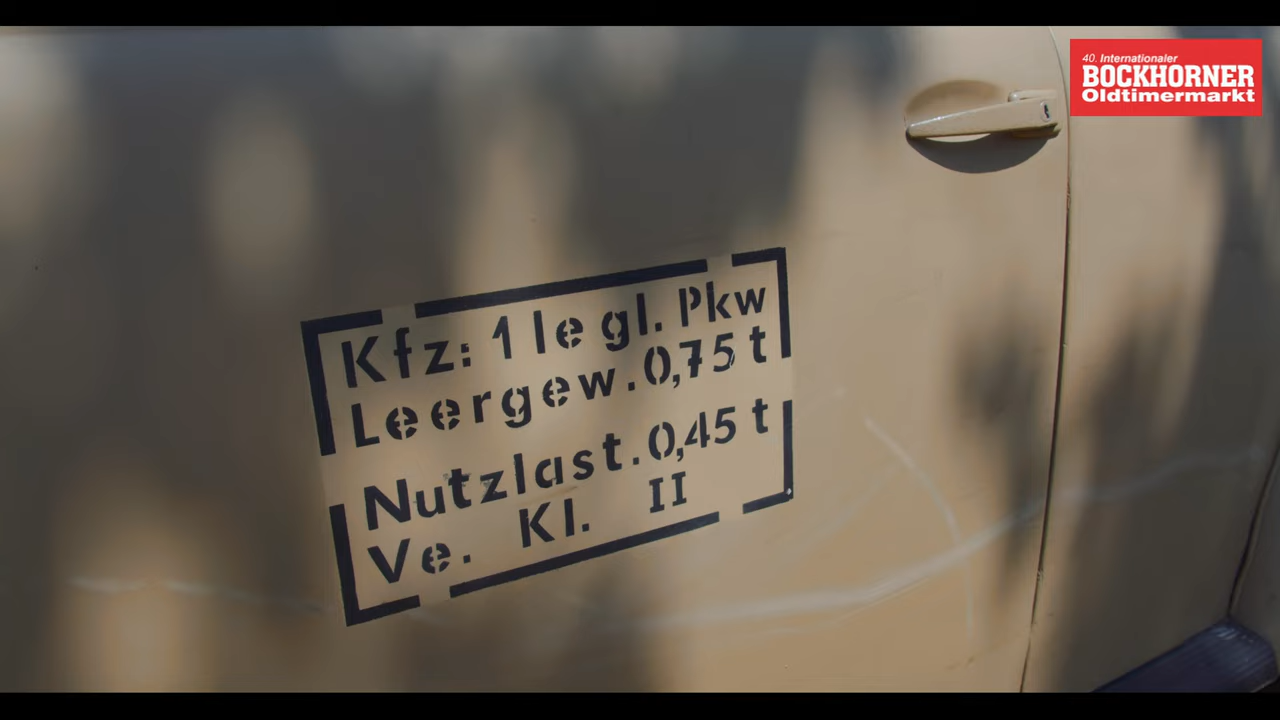 40. Internationaler
BOCKHORNER
Oldtimermarkt
Kfz: 1 le gl. Pkw
Leergew. 0,75 t
Nutzlast. 0,45 t
Ve. Kl. II